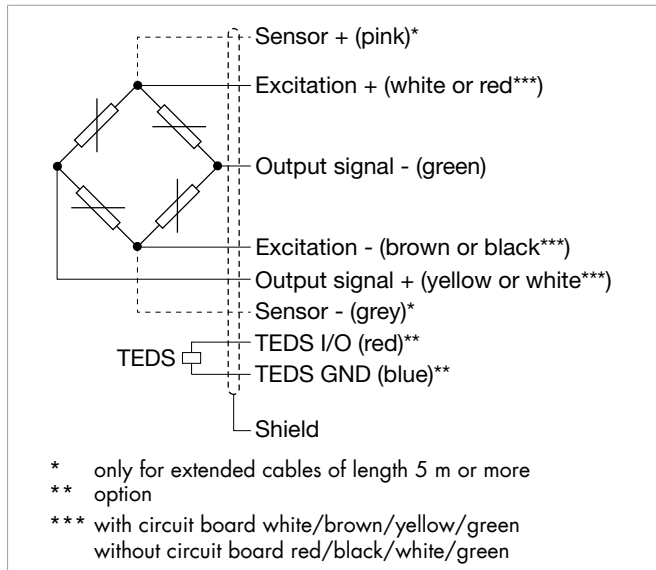 Sensor + (pink)*
Excitation + (white or red***)
Output signal - (green)
Excitation - (brown or black***)
Output signal + (yellow or white***)
Sensor - (grey)*
TEDS I/O (red)**
TEDS
TEDS GND (blue)**
Shield
* only for extended cables of length 5 m or more
** option
*** with circuit board white/brown/yellow/green
without circuit board red/black/white/green